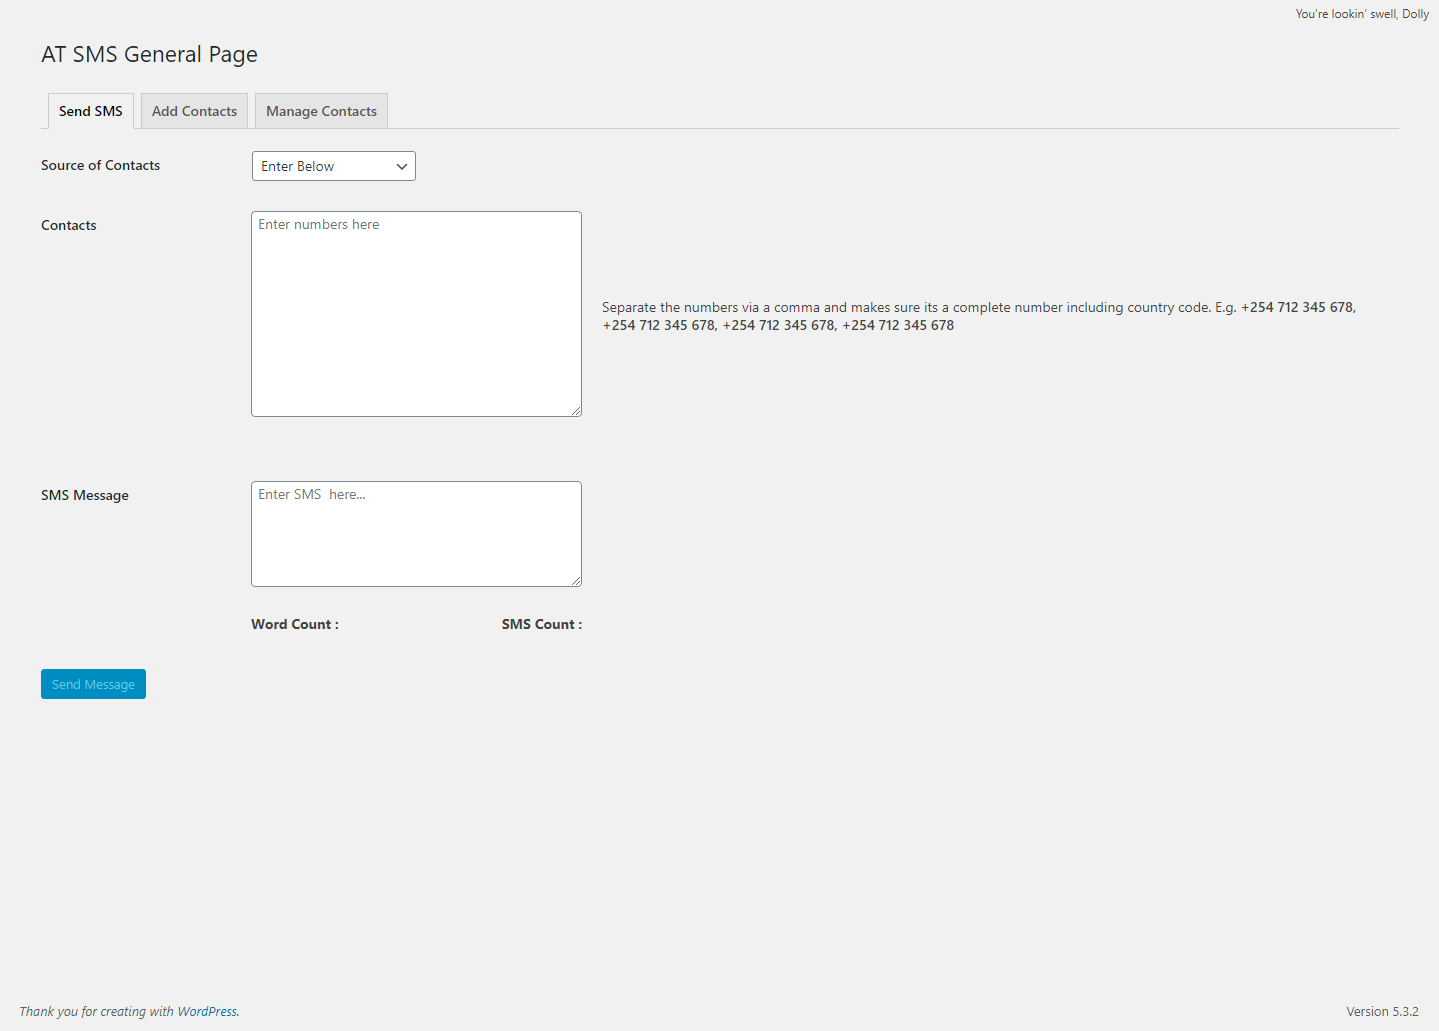 You're lookin' swell, Dolly
AT SMS General Page
Send SMS
Add Contacts
Manage Contacts
Source of Contacts
Enter Below
Contacts
Enter numbers here
Separate the numbers via a comma and makes sure its a complete number including country code. E.g. +254 712 345 678,
+254 712 345 678, +254 712 345 678, +254 712 345 678
SMS Message
Enter SMS  here...
Word Count :
SMS Count :
Send Message
Thank you for creating with WordPress.
Version 5.3.2